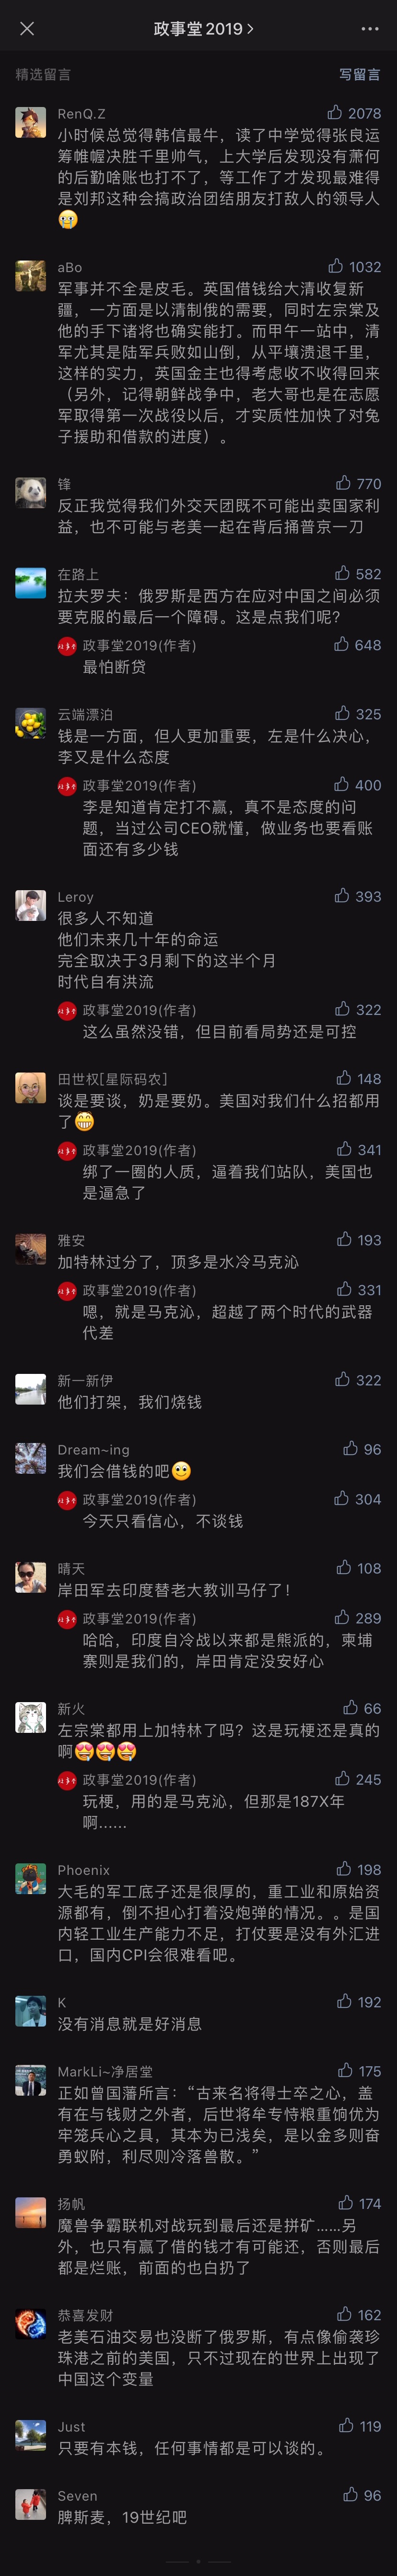 政事堂2019
精选留言
写留言
RenQ.Z
2078
小时候总觉得韩信最牛，读了中学觉得张良运
筹帷幄决胜千里帅气，上大学后发现没有萧何
的后勤啥账也打不了，等工作了才发现最难得
是刘邦这种会搞政治团结朋友打敌人的领导人
😢
aBo
1032
军事并不全是皮毛。英国借钱给大清收复新
疆，一方面是以清制俄的需要，同时左宗棠及
他的手下诸将也确实能打。而甲午一站中，清
军尤其是陆军兵败如山倒，从平壤溃退千里，
这样的实力，英国金主也得考虑收不收得回来
（另外，记得朝鲜战争中，老大哥也是在志愿
军取得第一次战役以后，才实质性加快了对兔
子援助和借款的进度）。
锋
770
反正我觉得我们外交天团既不可能出卖国家利
益，也不可能与老美一起在背后捅普京一刀
在路上
582
拉夫罗夫：俄罗斯是西方在应对中国之间必须
要克服的最后一个障碍。这是点我们呢?
政事堂2019(作者)
648
最怕断贷
云端漂泊
325
钱是一方面，但人更加重要，左是什么决心，
李又是什么态度
政事堂2019(作者)
400
李是知道肯定打不赢，真不是态度的问
题，当过公司CEO就懂，做业务也要看账
面还有多少钱
Leroy
393
很多人不知道
他们未来几十年的命运
完全取决于3月剩下的这半个月
时代自有洪流
政事堂2019(作者)
322
这么虽然没错，但目前看局势还是可控
田世权[星际码农]
148
谈是要谈，奶是要奶。美国对我们什么招都用
了😁
政事堂2019(作者)
341
绑了一圈的人质，逼着我们站队，美国也
是逼急了
雅安
193
加特林过分了，顶多是水冷马克沁
政事堂2019(作者)
331
嗯，就是马克沁，超越了两个时代的武器
代差
新一新伊
322
他们打架，我们烧钱
Dream~ing
96
我们会借钱的吧🙂
政事堂2019(作者)
304
今天只看信心，不谈钱
晴天
108
岸田军去印度替老大教训马仔了！
政事堂2019(作者)
289
哈哈，印度自冷战以来都是熊派的，柬埔
寨则是我们的，岸田肯定没安好心
新火
66
左宗棠都用上加特林了吗？这是玩梗还是真的
啊😍😍😍
政事堂2019(作者)
245
玩梗，用的是马克沁，但那是187X年
啊……
Phoenix
198
大毛的军工底子还是很厚的，重工业和原始资
源都有，倒不担心打着没炮弹的情况。。是国
内轻工业生产能力不足，打仗要是没有外汇进
口，国内CPI会很难看吧。
K
192
没有消息就是好消息
MarkLi~净居堂
175
正如曾国藩所言：“古来名将得士卒之心，盖
有在与钱财之外者，后世将牟专恃粮重饷优为
牢笼兵心之具，其本为已浅矣，是以金多则奋
勇蚁附，利尽则冷落兽散。”
扬帆
174
魔兽争霸联机对战玩到最后还是拼矿……另
外，也只有赢了借的钱才有可能还，否则最后
都是烂账，前面的也白扔了
恭喜发财
162
老美石油交易也没断了俄罗斯，有点像偷袭珍
珠港之前的美国，只不过现在的世界上出现了
中国这个变量
Just
119
只要有本钱，任何事情都是可以谈的。
Seven
96
脾斯麦，19世纪吧